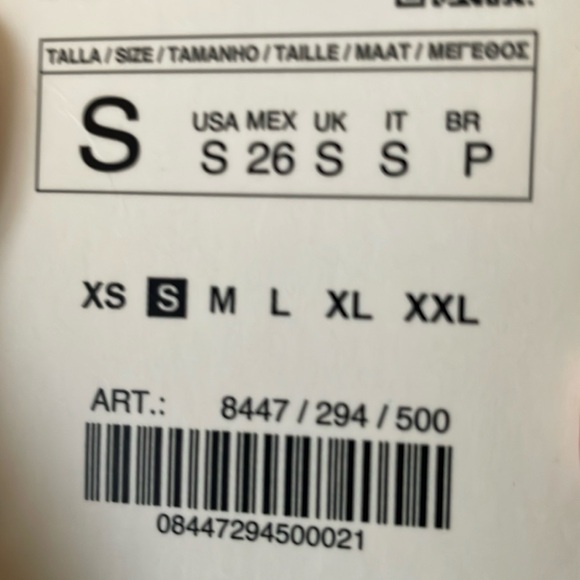 TALLA / SIZE / TAMANHO / TAILLE / MAAT / ΜΕΓΕΘΟΣ
S
USA MEX UK IT BR
S 26 S S P
XS S M L XL XXL
ART.: 8447 / 294 / 500
08447294500021